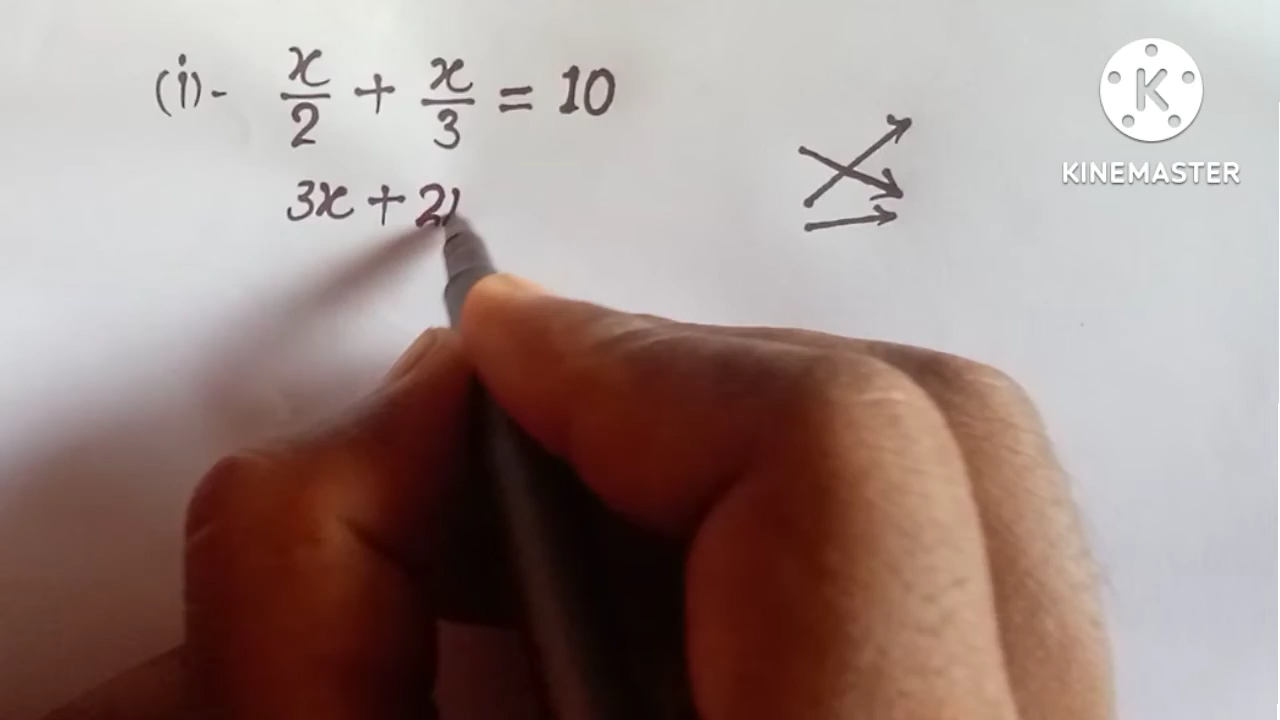 (i)- x/2 + x/3 = 10
3x + 2
K
KINEMASTER